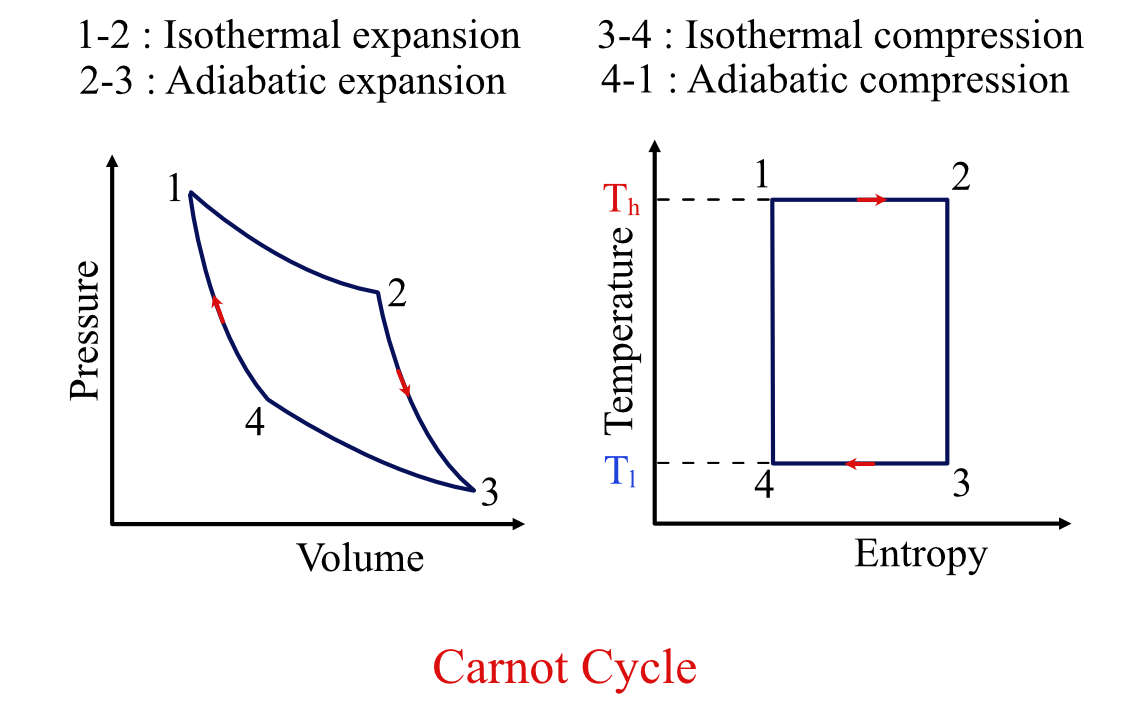 1-2 : Isothermal expansion
2-3 : Adiabatic expansion
3-4 : Isothermal compression
4-1 : Adiabatic compression
Pressure
1
2
3
4
Volume
Temperature
Th
Tl
1
2
3
4
Entropy
Carnot Cycle